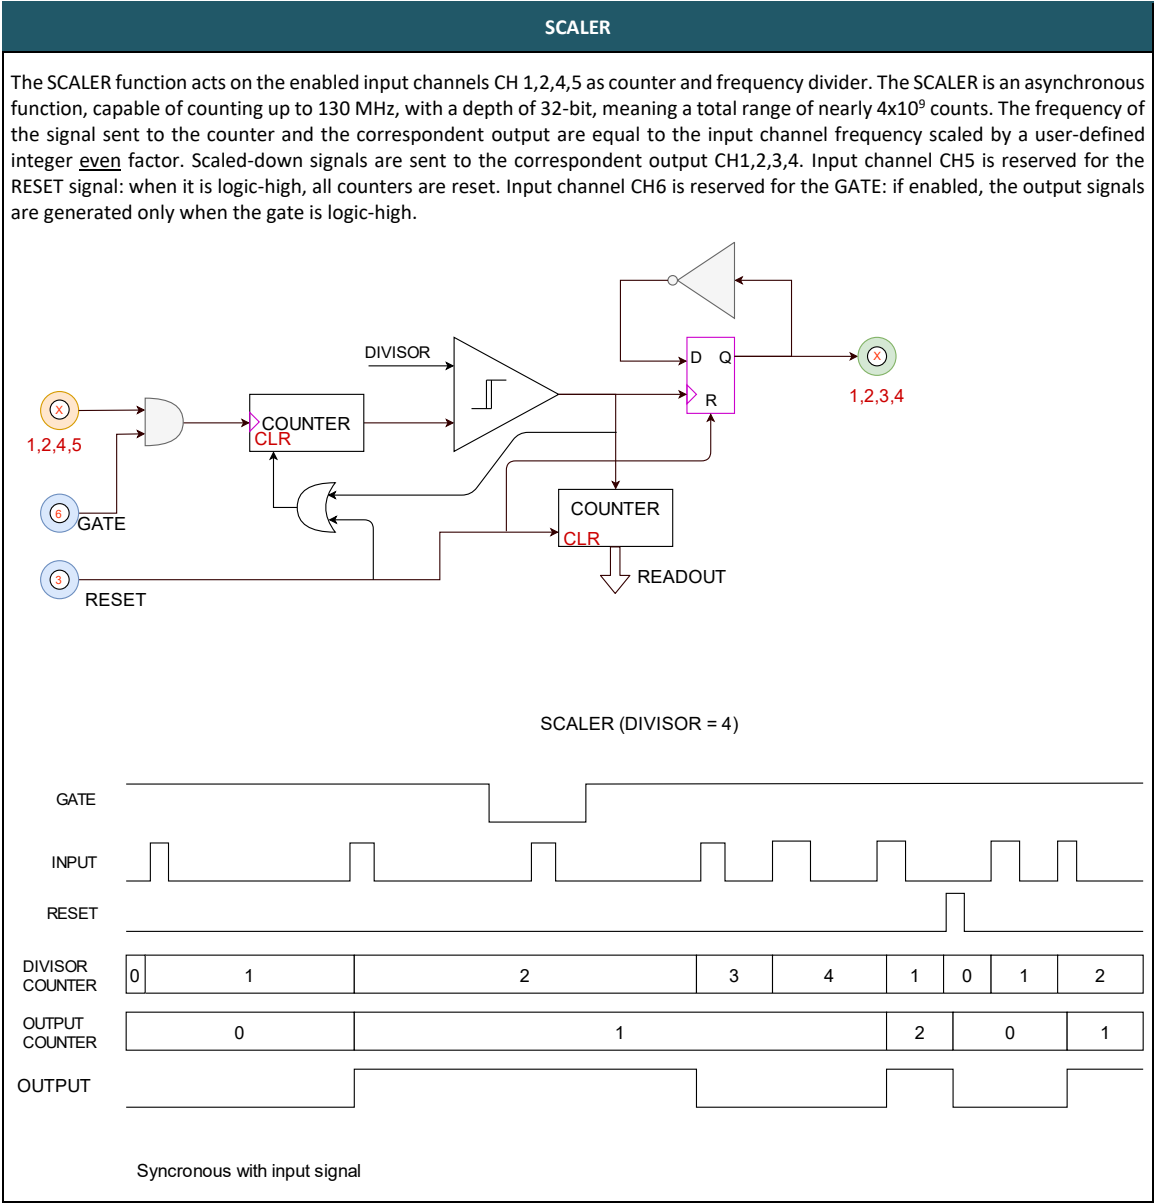 SCALER
The SCALER function acts on the enabled input channels CH 1,2,4,5 as counter and frequency divider. The SCALER is an asynchronous
function, capable of counting up to 130 MHz, with a depth of 32-bit, meaning a total range of nearly 4x10⁹ counts. The frequency of
the signal sent to the counter and the correspondent output are equal to the input channel frequency scaled by a user-defined
integer even factor. Scaled-down signals are sent to the correspondent output CH1,2,3,4. Input channel CH5 is reserved for the
RESET signal: when it is logic-high, all counters are reset. Input channel CH6 is reserved for the GATE: if enabled, the output signals
are generated only when the gate is logic-high.
DIVISOR
D Q
R
X
1,2,3,4
X
1,2,4,5
COUNTER
CLR
6
GATE
COUNTER
CLR
3
RESET
READOUT
SCALER (DIVISOR = 4)
GATE
INPUT
RESET
DIVISOR
COUNTER
0 1 2 3 4 1 0 1 2
OUTPUT
COUNTER
0 1 2 0 1
OUTPUT
Syncronous with input signal